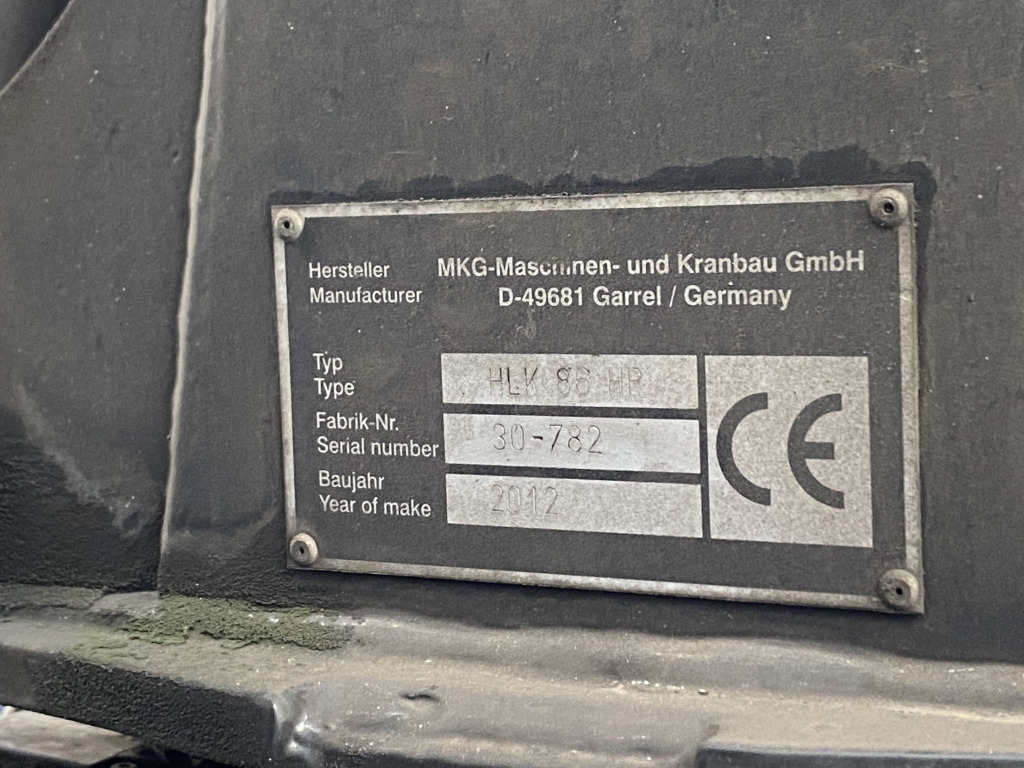 Hersteller
Manufacturer
MKG-Maschinen- und Kranbau GmbH
D-49681 Garrel / Germany
Typ
Type
HLK 86 HR
Fabrik-Nr.
Serial number
30-782
Baujahr
Year of make
2012
CE